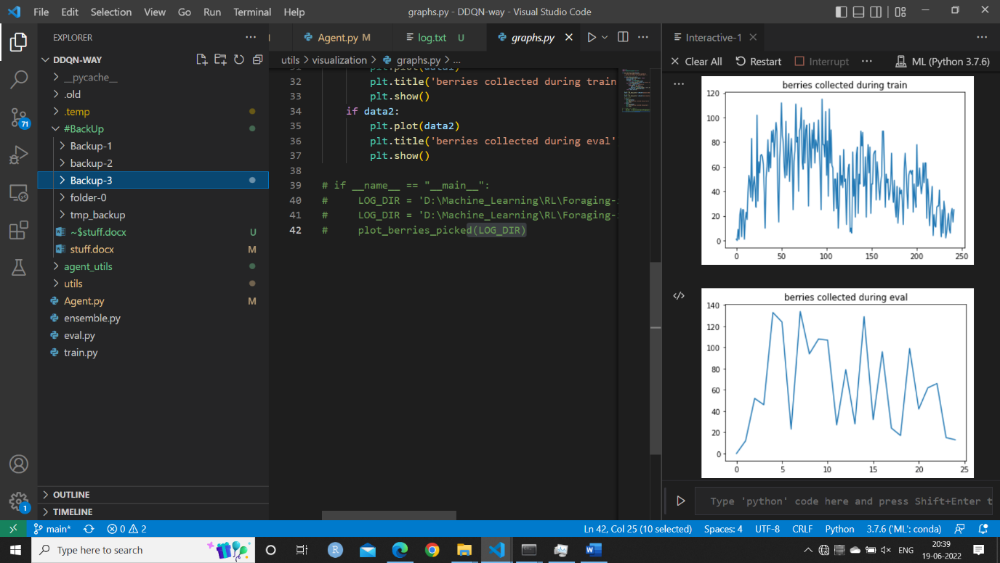 File Edit Selection View Go Run Terminal Help
graphs.py - DDQN-way - Visual Studio Code
EXPLORER
DDQN-WAY
__pycache__
.old
.temp
#BackUp
Backup-1
backup-2
Backup-3
folder-0
tmp_backup
~$stuff.docx U
stuff.docx M
agent_utils
utils
Agent.py M
ensemble.py
eval.py
train.py
OUTLINE
TIMELINE
71
1
Agent.py M
log.txt U
graphs.py
utils > visualization > graphs.py > ...
31 plt.plot(data1)
32 plt.title('berries collected during train
33 plt.show()
34 if data2:
35 plt.plot(data2)
36 plt.title('berries collected during eval'
37 plt.show()
38
39 # if __name__ == "__main__":
40 # LOG_DIR = 'D:\Machine_Learning\RL\Foraging-
41 # LOG_DIR = 'D:\Machine_Learning\RL\Foraging-
42 # plot_berries_picked(LOG_DIR)
Interactive-1
Clear All Restart Interrupt ... ML (Python 3.7.6)
berries collected during train
120
100
80
60
40
20
0
0 50 100 150 200 250
berries collected during eval
140
120
100
80
60
40
20
0
0 5 10 15 20 25
Type 'python' code here and press Shift+Enter t
main* 0 2
Ln 42, Col 25 (10 selected) Spaces: 4 UTF-8 CRLF Python 3.7.6 ('ML': conda)
Type here to search
R
ENG
20:39
19-06-2022